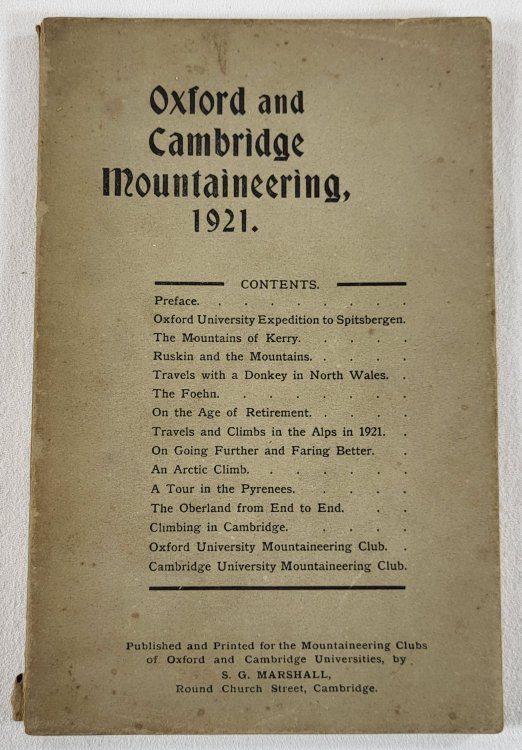 Oxford and
Cambridge
Mountaineering,
1921.
CONTENTS.
Preface. . . . . . . . .
Oxford University Expedition to Spitsbergen.
The Mountains of Kerry. . . . .
Ruskin and the Mountains. . . . .
Travels with a Donkey in North Wales. .
The Foehn. . . . . . . .
On the Age of Retirement. . . . .
Travels and Climbs in the Alps in 1921. .
On Going Further and Faring Better. .
An Arctic Climb. . . . . . .
A Tour in the Pyrenees. . . . .
The Oberland from End to End. . .
Climbing in Cambridge. . . . .
Oxford University Mountaineering Club. .
Cambridge University Mountaineering Club.
Published and Printed for the Mountaineering Clubs
of Oxford and Cambridge Universities, by
S. G. MARSHALL,
Round Church Street, Cambridge.